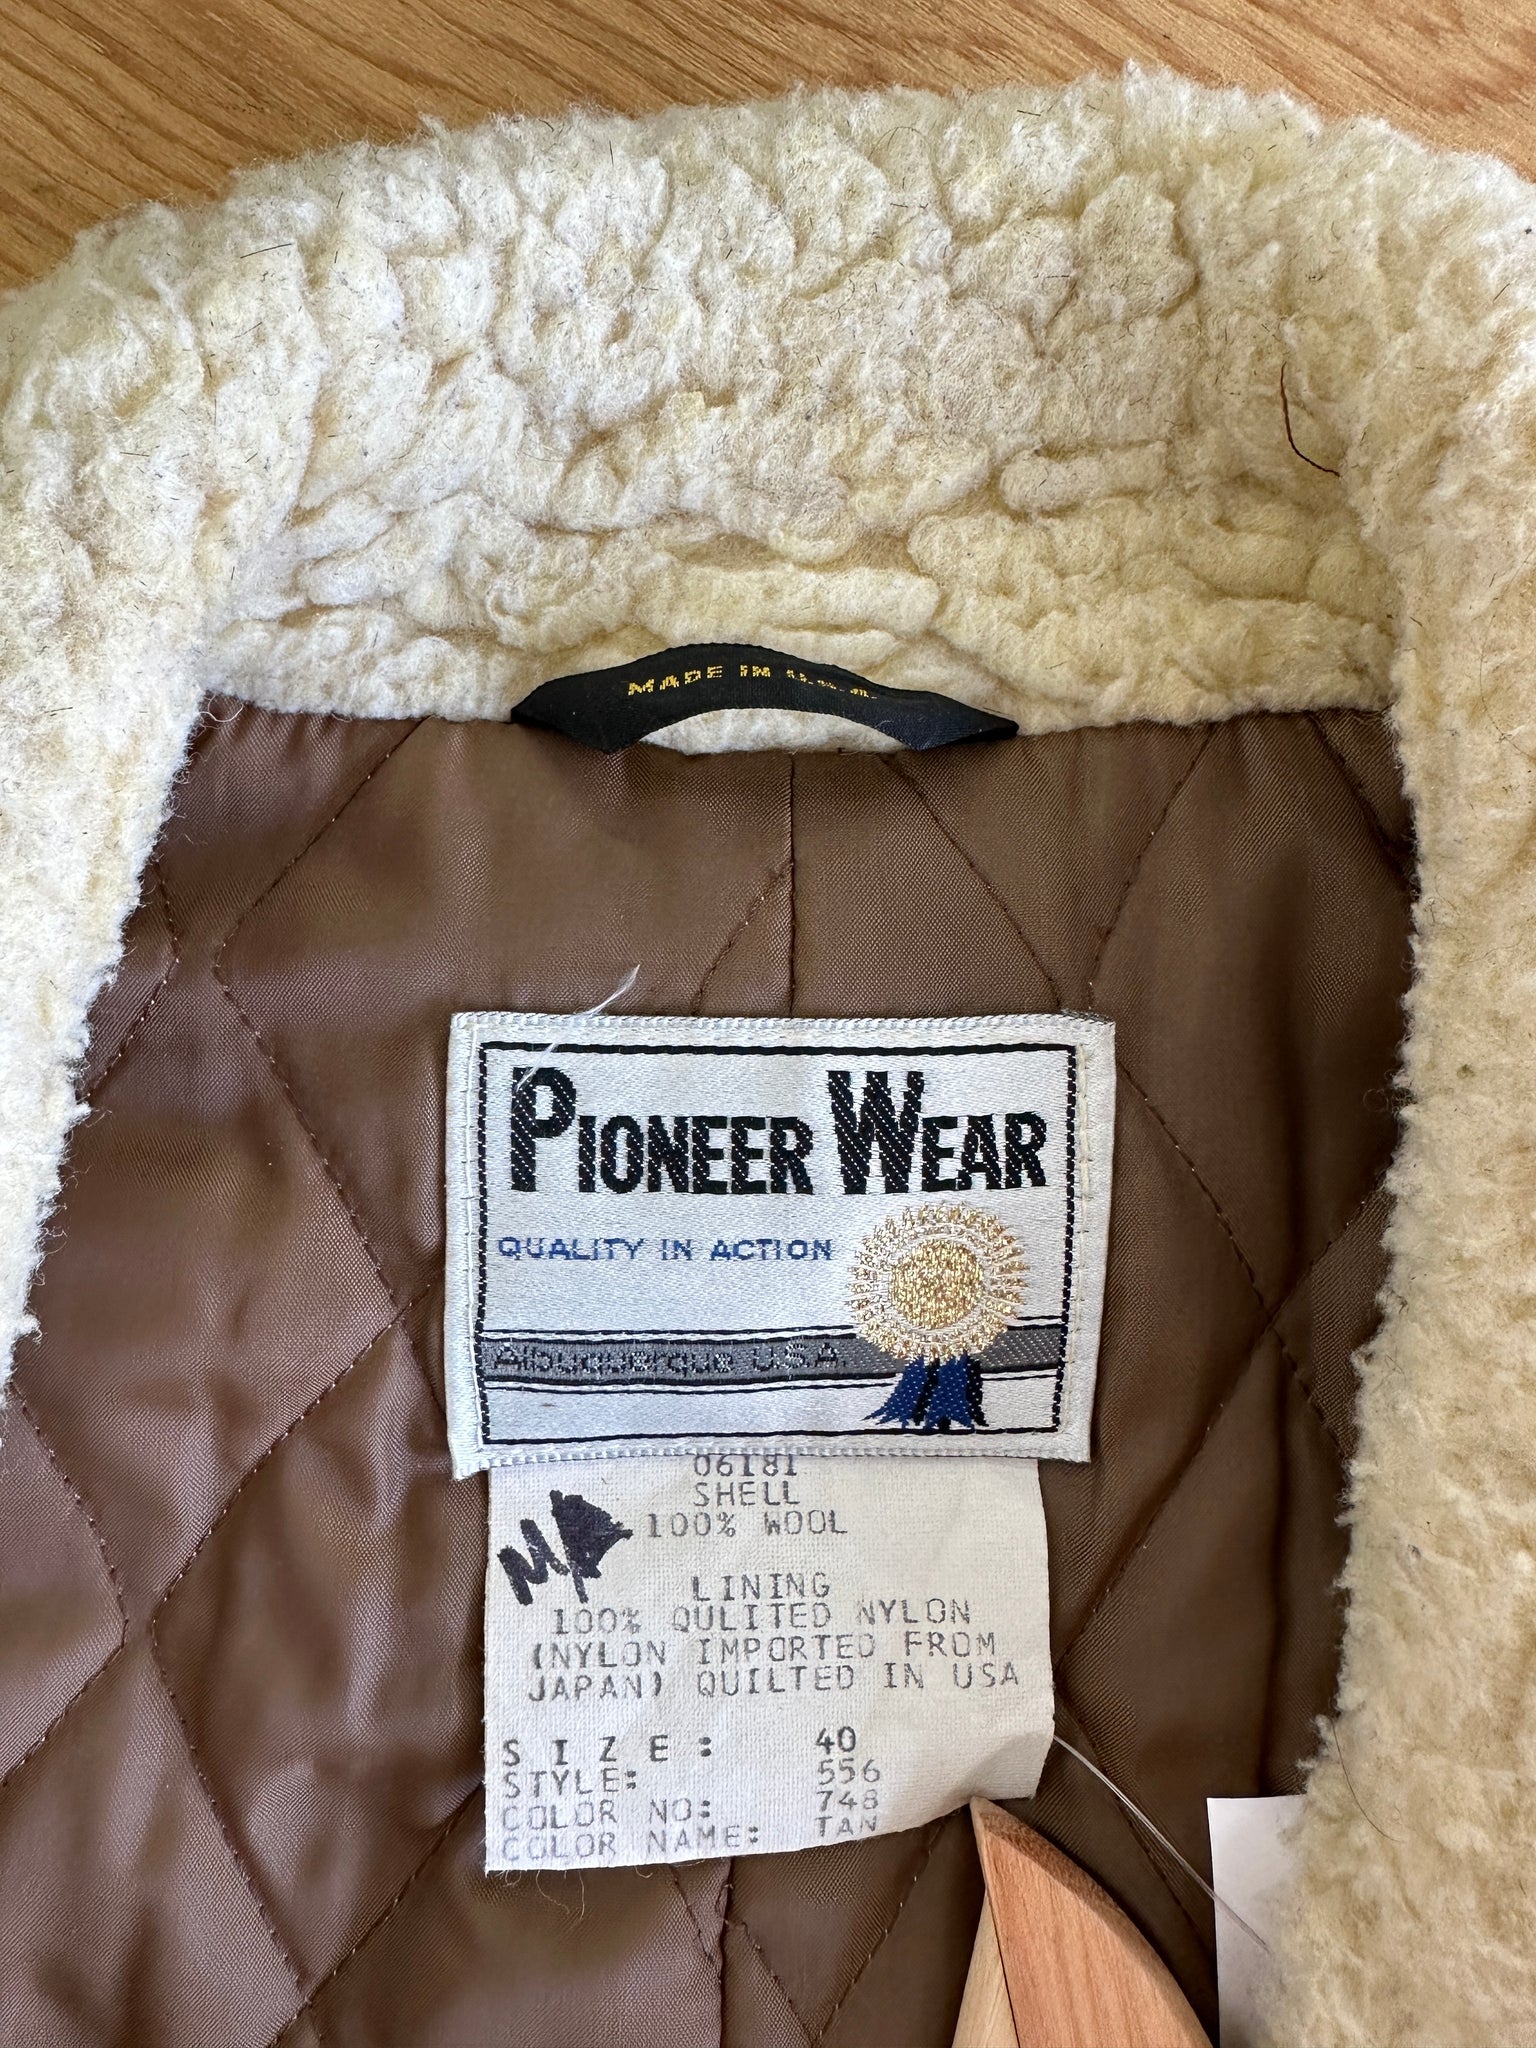 MADE IN U.S.A.
PIONEER WEAR
QUALITY IN ACTION
Albuquerque U.S.A.
06181
SHELL
100% WOOL
LINING
100% QULITED NYLON
(NYLON IMPORTED FROM
JAPAN) QUILTED IN USA
SIZE: 40
STYLE: 556
COLOR NO: 748
COLOR NAME: TAN